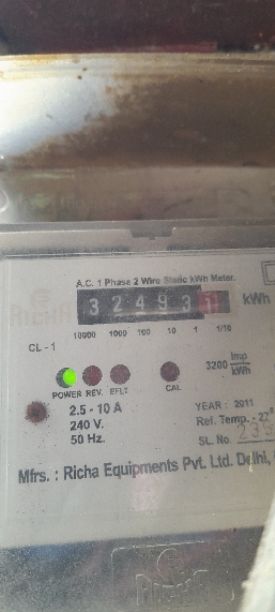 A.C. 1 Phase 2 Wire Static kWh Meter.
3 2 4 9 3 1 kWh
10000 1000 100 10 1 1/10
CL - 1
3200 Imp/kWh
POWER REV. EFLT CAL
2.5 - 10 A
240 V.
50 Hz.
YEAR : 2011
Ref. Temp. - 27
SL. No.
Mfrs. : Richa Equipments Pvt. Ltd. Delhi,